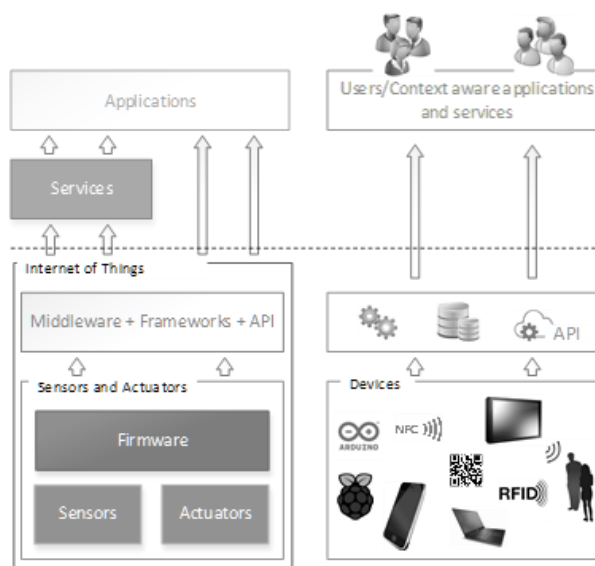 Applications
Users/Context aware applications
and services
Services
Internet of Things
Middleware + Frameworks + API
API
Sensors and Actuators
Devices
Firmware
ARDUINO
NFC
RFID
Sensors
Actuators